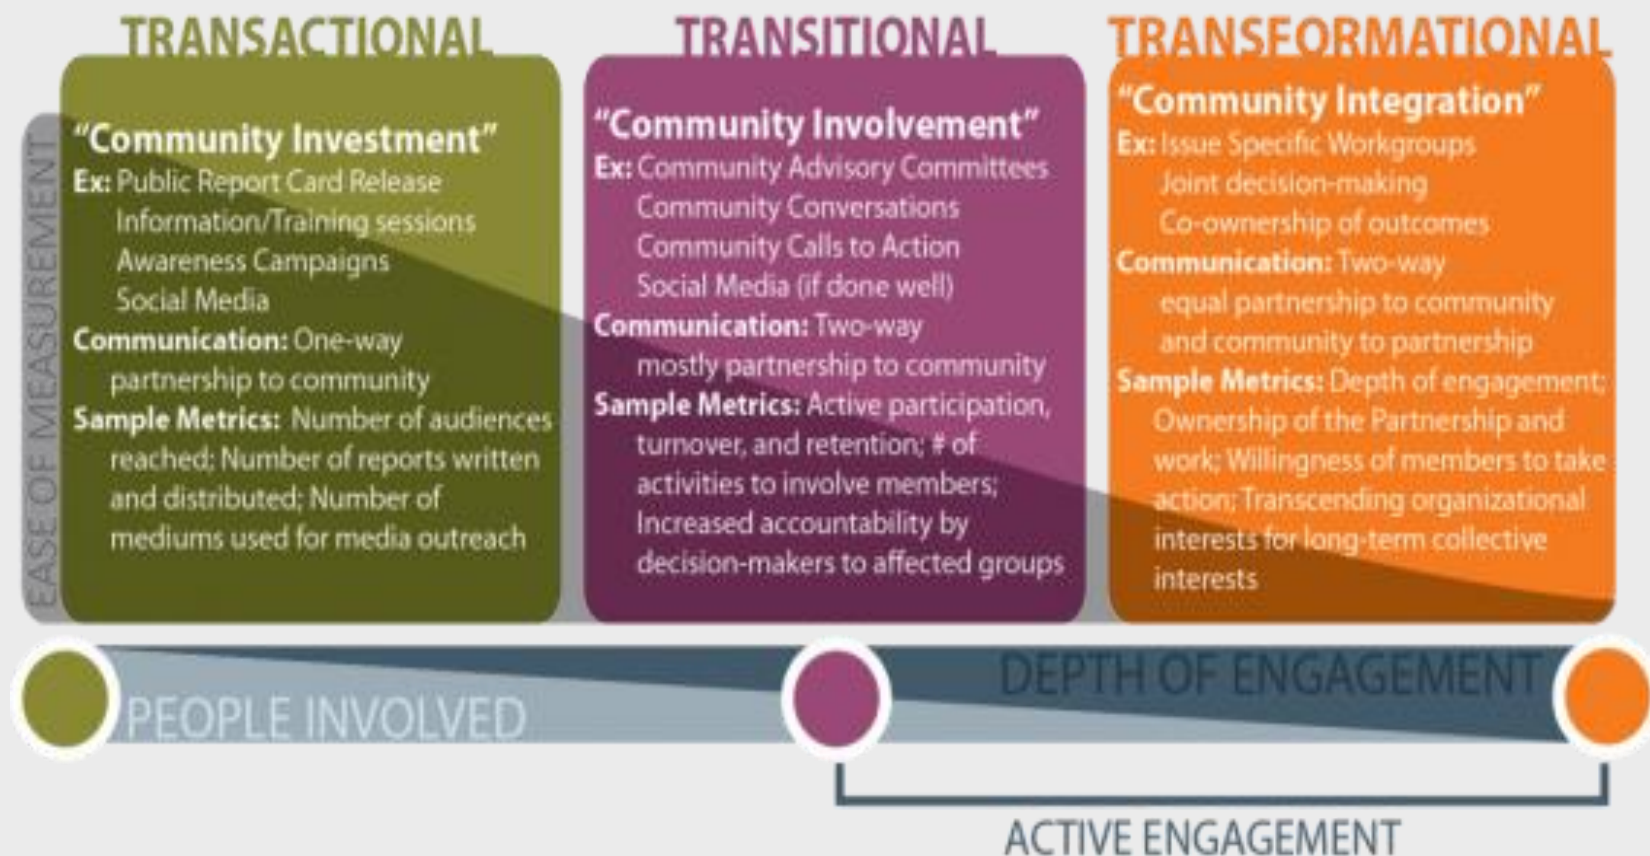 TRANSACTIONAL
"Community Investment"
Ex: Public Report Card Release
Information/Training sessions
Awareness Campaigns
Social Media
Communication: One-way
partnership to community
Sample Metrics: Number of audiences
reached; Number of reports written
and distributed; Number of
mediums used for media outreach
TRANSITIONAL
"Community Involvement"
Ex: Community Advisory Committees
Community Conversations
Community Calls to Action
Social Media (if done well)
Communication: Two-way
mostly partnership to community
Sample Metrics: Active participation,
turnover, and retention; # of
activities to involve members;
Increased accountability by
decision-makers to affected groups
TRANSFORMATIONAL
"Community Integration"
Ex: Issue Specific Workgroups
Joint decision-making
Co-ownership of outcomes
Communication: Two-way
equal partnership to community
and community to partnership
Sample Metrics: Depth of engagement;
Ownership of the Partnership and
work; Willingness of members to take
action; Transcending organizational
interests for long-term collective
interests
EASE OF MEASUREMENT
PEOPLE INVOLVED
DEPTH OF ENGAGEMENT
ACTIVE ENGAGEMENT